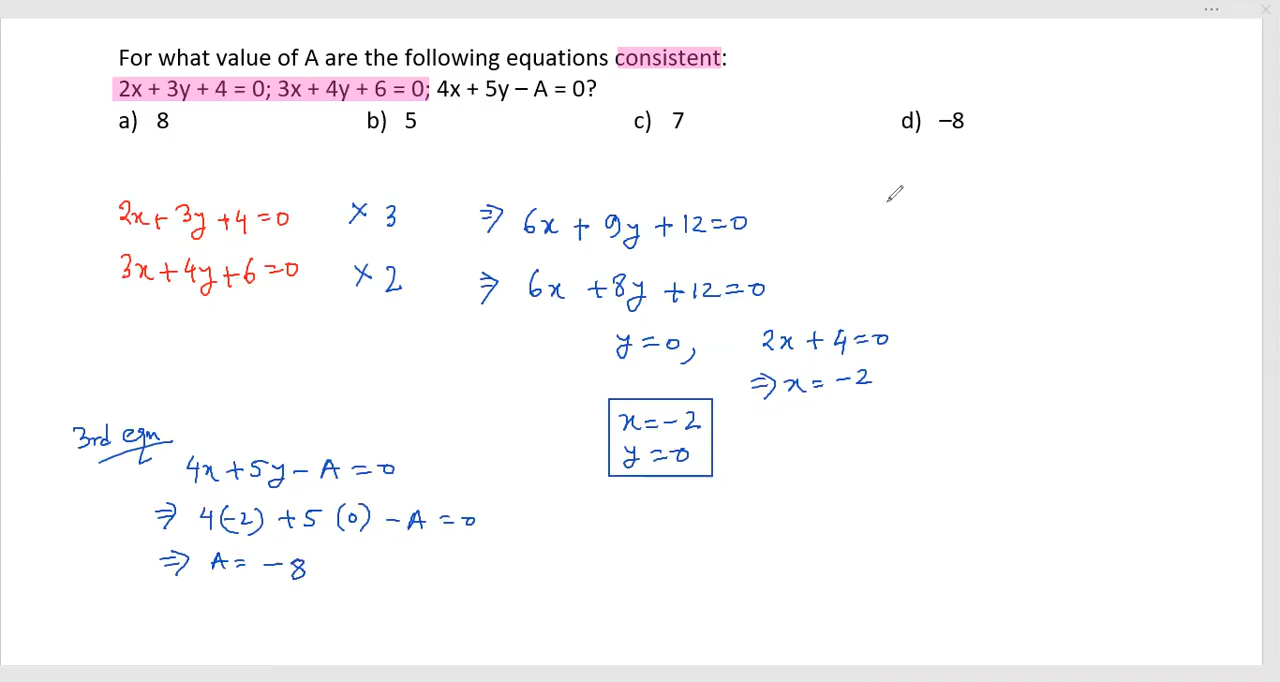 For what value of A are the following equations consistent:
2x + 3y + 4 = 0; 3x + 4y + 6 = 0; 4x + 5y – A = 0?
a) 8 b) 5 c) 7 d) –8
2x + 3y + 4 = 0 × 3 ⇒ 6x + 9y + 12 = 0
3x + 4y + 6 = 0 × 2 ⇒ 6x + 8y + 12 = 0
y = 0, 2x + 4 = 0
⇒ x = -2
x = -2
y = 0
3rd eqn
4x + 5y - A = 0
⇒ 4(-2) + 5(0) - A = 0
⇒ A = -8